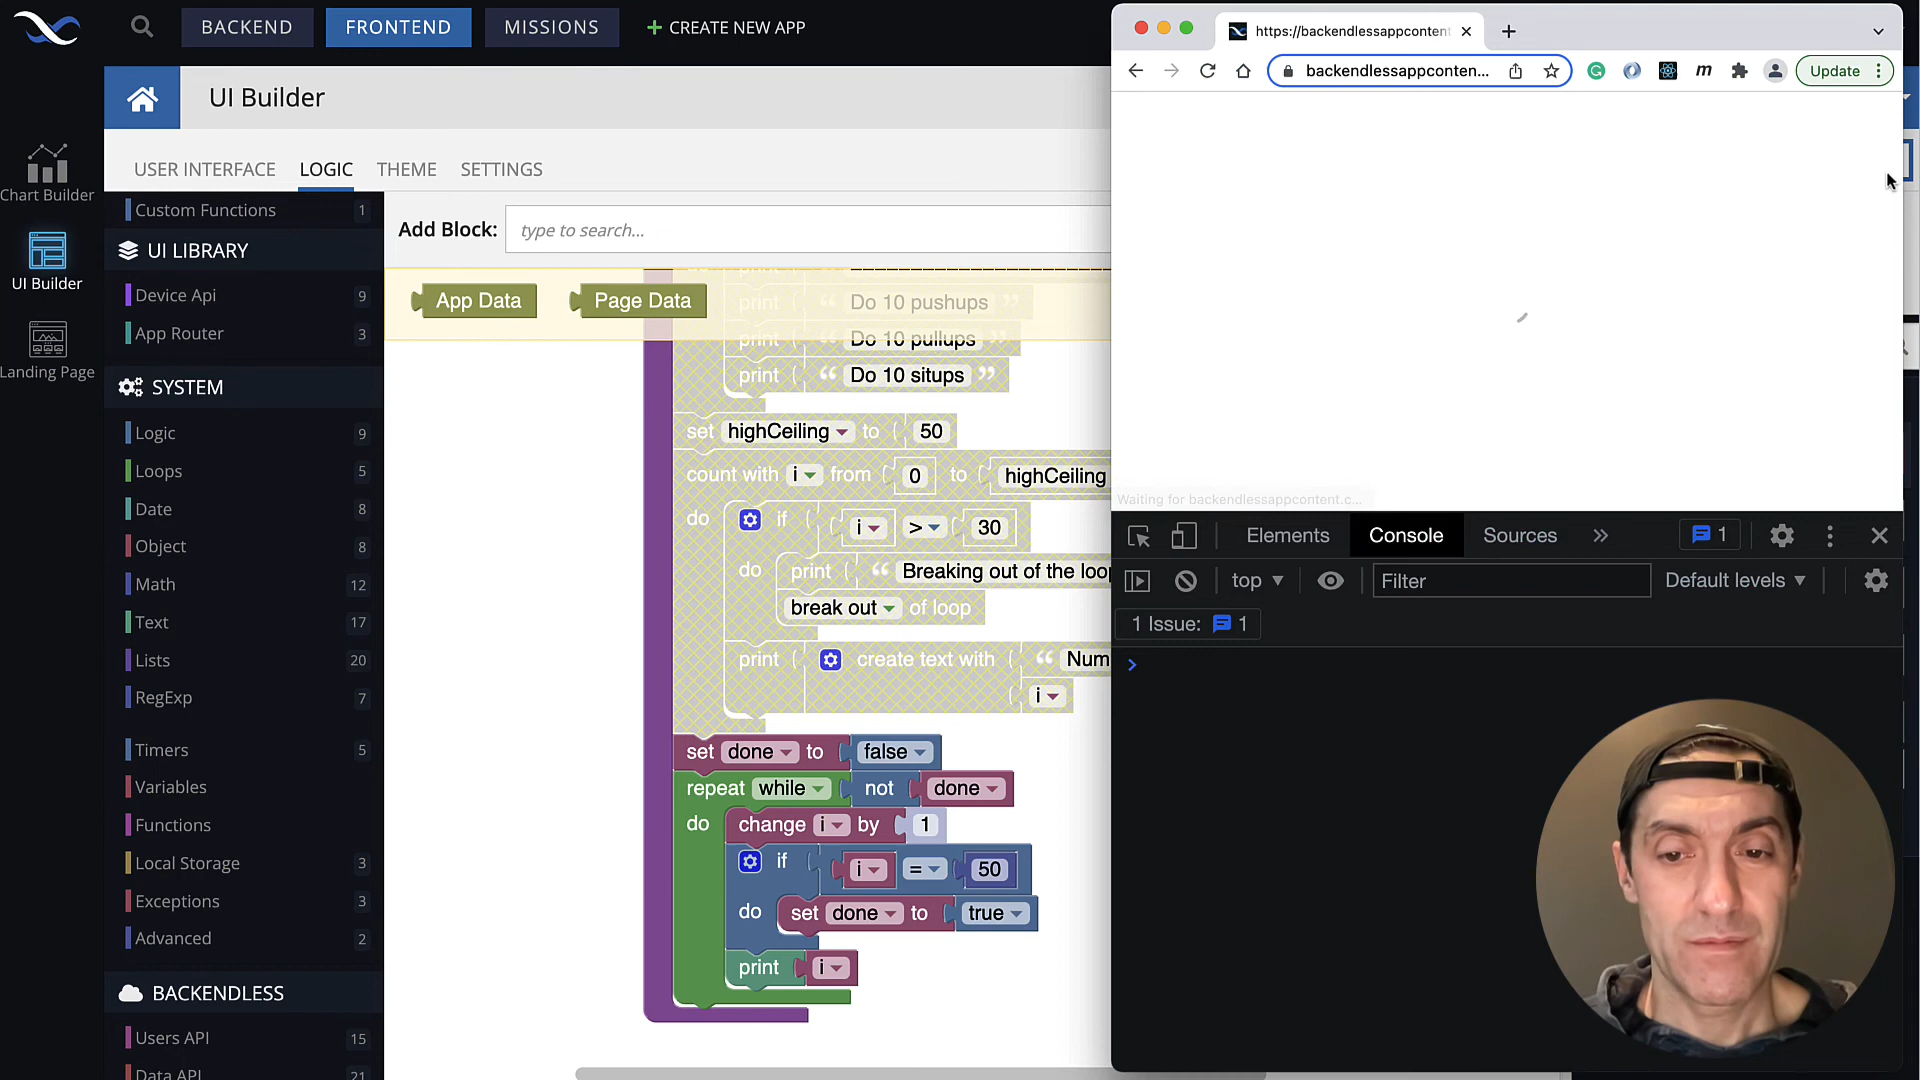 BACKEND
FRONTEND
MISSIONS
+ CREATE NEW APP
UI Builder
USER INTERFACE
LOGIC
THEME
SETTINGS
Chart Builder
UI Builder
Landing Page
Custom Functions 1
UI LIBRARY
Device Api 9
App Router 3
SYSTEM
Logic 9
Loops 5
Date 8
Object 8
Math 12
Text 17
Lists 20
RegExp 7
Timers 5
Variables
Functions
Local Storage 3
Exceptions 3
Advanced 2
BACKENDLESS
Users API 15
Data API 21
Add Block: type to search...
App Data
Page Data
print “ Do 10 pushups ”
print “ Do 10 pullups ”
print “ Do 10 situps ”
set highCeiling to 50
count with i from 0 to highCeiling
do if i > 30
do print “ Breaking out of the loop
break out of loop
print create text with “ Num
i
set done to false
repeat while not done
do change i by 1
if i = 50
do set done to true
print i
https://backendlessappcontent
backendlessappconten...
m
Update
Waiting for backendlessappcontent.c...
Elements
Console
Sources
1
top
Filter
Default levels
1 Issue: 1